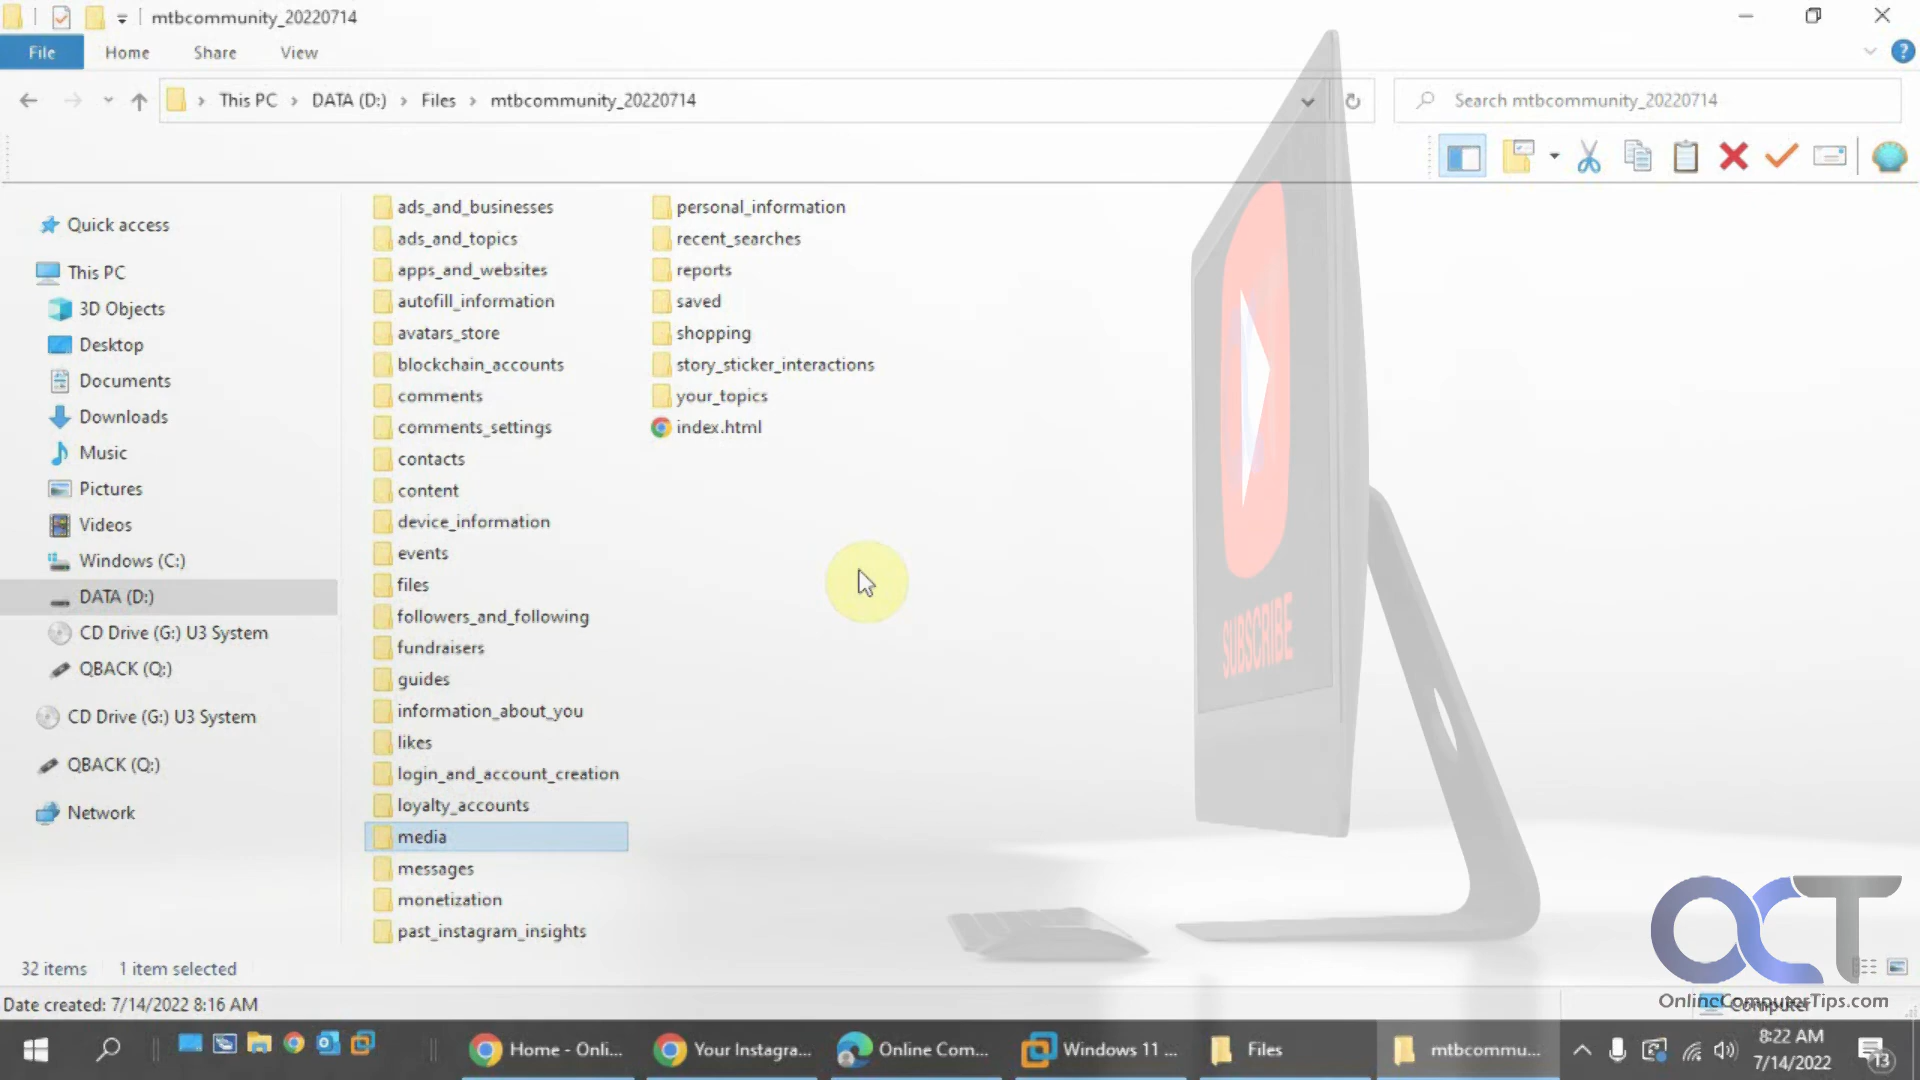 mtbcommunity_20220714
File Home Share View
This PC DATA (D:) Files mtbcommunity_20220714
Search mtbcommunity_20220714
Quick access
This PC
3D Objects
Desktop
Documents
Downloads
Music
Pictures
Videos
Windows (C:)
DATA (D:)
CD Drive (G:) U3 System
QBACK (Q:)
CD Drive (G:) U3 System
QBACK (Q:)
Network
ads_and_businesses
ads_and_topics
apps_and_websites
autofill_information
avatars_store
blockchain_accounts
comments
comments_settings
contacts
content
device_information
events
files
followers_and_following
fundraisers
guides
information_about_you
likes
login_and_account_creation
loyalty_accounts
media
messages
monetization
past_instagram_insights
personal_information
recent_searches
reports
saved
shopping
story_sticker_interactions
your_topics
index.html
SUBSCRIBE
OCT
OnlineComputerTips.com
32 items 1 item selected
Date created: 7/14/2022 8:16 AM
Computer
Home - Onli...
Your Instagra...
Online Com...
Windows 11 ...
Files
mtbcommu...
8:22 AM
7/14/2022
13